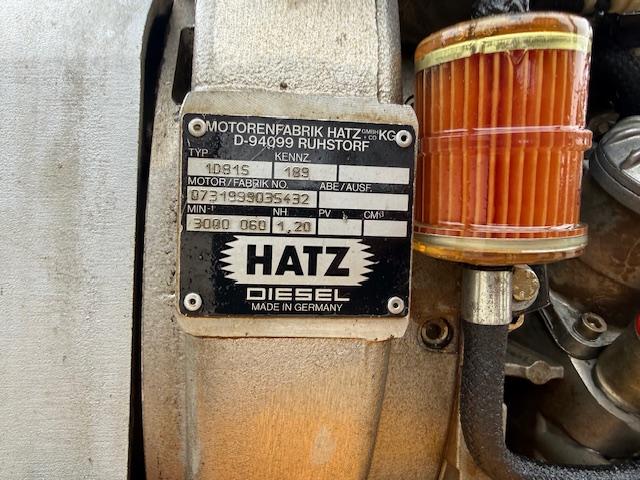 MOTORENFABRIK HATZ GMBH + CO KG
D-94099 RUHSTORF
TYP KENNZ.
1D81S 189
MOTOR/FABRIK NO. ABE/AUSF.
0731999035432
MIN⁻¹ NH PV CM³
3000 060 1,20
HATZ
DIESEL
MADE IN GERMANY